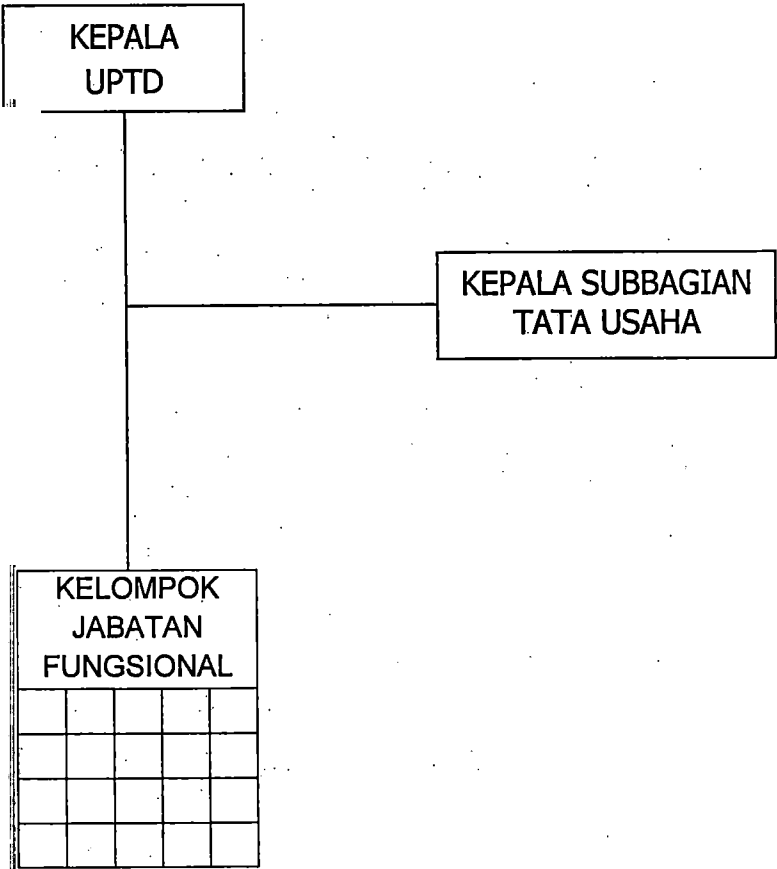 KEPALA
UPTD
KEPALA SUBBAGIAN
TATA USAHA
KELOMPOK
JABATAN
FUNGSIONAL